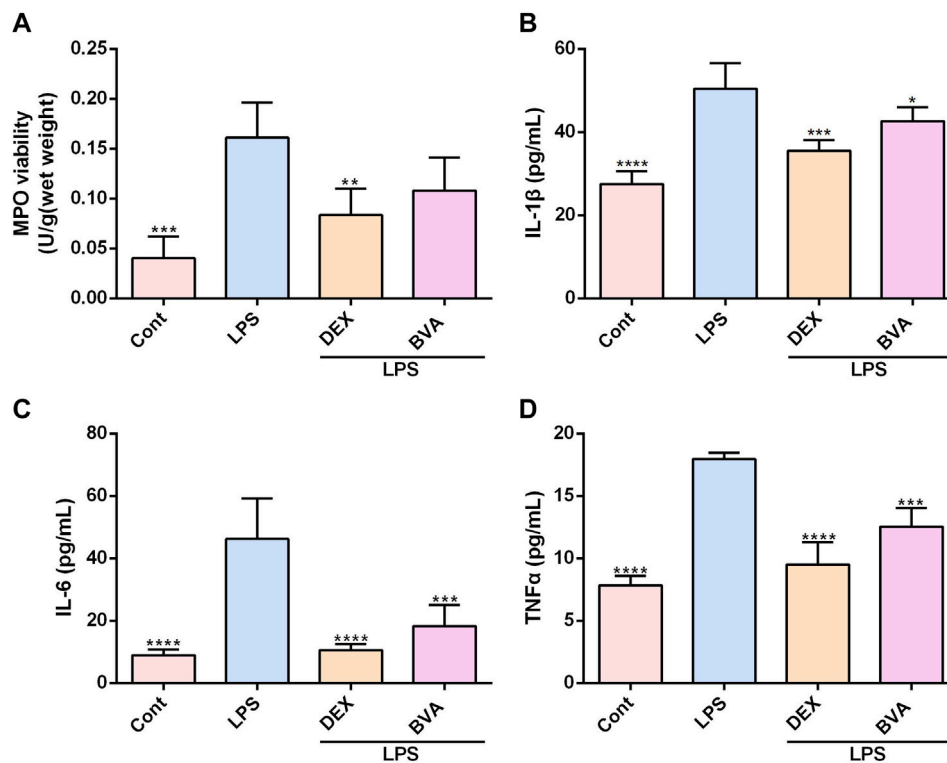 A
MPO viability
(U/g(wet weight)
0.25
0.20
0.15
0.10
0.05
0.00
***
**
Cont
LPS
DEX
BVA
LPS
B
IL-1β (pg/mL)
60
40
20
0
****
***
*
Cont
LPS
DEX
BVA
LPS
C
IL-6 (pg/mL)
80
60
40
20
0
****
****
***
Cont
LPS
DEX
BVA
LPS
D
TNFα (pg/mL)
20
15
10
5
0
****
****
***
Cont
LPS
DEX
BVA
LPS